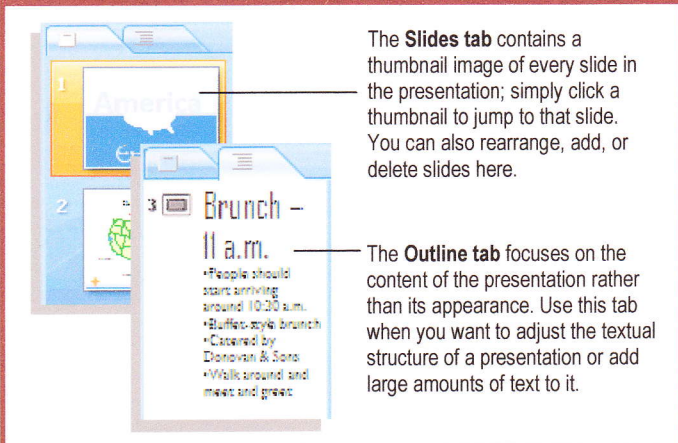 The Slides tab contains a
thumbnail image of every slide in
the presentation; simply click a
thumbnail to jump to that slide.
You can also rearrange, add, or
delete slides here.
1
America
2
3 Brunch –
11 a.m.
•People should
start arriving
around 10:30 a.m.
•Buffet-style brunch
•Catered by
Donovan & Sons
•Walk around and
meet and greet
The Outline tab focuses on the
content of the presentation rather
than its appearance. Use this tab
when you want to adjust the textual
structure of a presentation or add
large amounts of text to it.